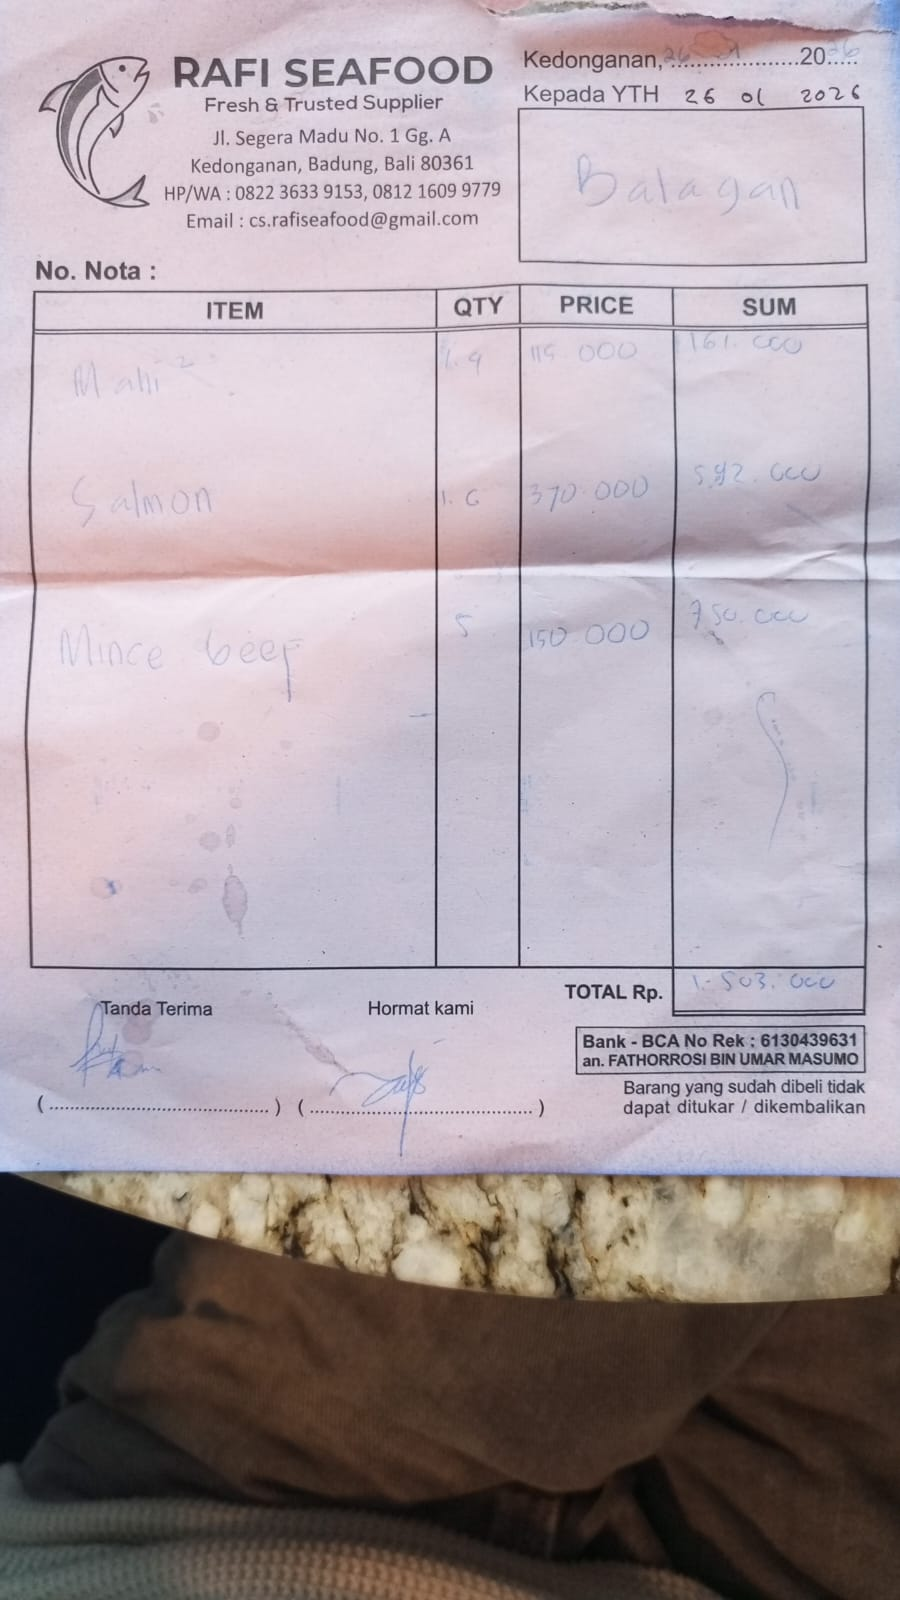 RAFI SEAFOOD
Fresh & Trusted Supplier
Jl. Segera Madu No. 1 Gg. A
Kedonganan, Badung, Bali 80361
HP/WA : 0822 3633 9153, 0812 1609 9779
Email : cs.rafiseafood@gmail.com
Kedonganan, 26 ..................... 20.....
Kepada YTH 26 01 2026
Balagan
No. Nota :
ITEM QTY PRICE SUM
Mahi² 1.4 115 000 161.000
Salmon 1.6 370 000 592.000
Mince beef 5 150 000 750.000
TOTAL Rp. 1.503.000
Tanda Terima Hormat kami
Bank - BCA No Rek : 6130439631
an. FATHORROSI BIN UMAR MASUMO
Barang yang sudah dibeli tidak
dapat ditukar / dikembalikan